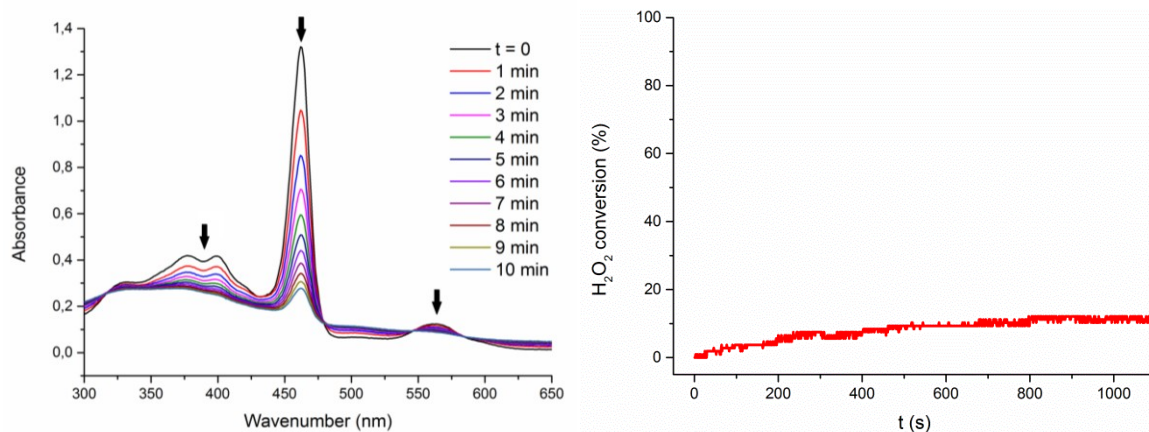 1,4
1,2
1,0
0,8
0,6
0,4
0,2
0,0
Absorbance
300 350 400 450 500 550 600 650
Wavenumber (nm)
t = 0
1 min
2 min
3 min
4 min
5 min
6 min
7 min
8 min
9 min
10 min
100
80
60
40
20
0
H₂O₂ conversion (%)
0 200 400 600 800 1000
t (s)